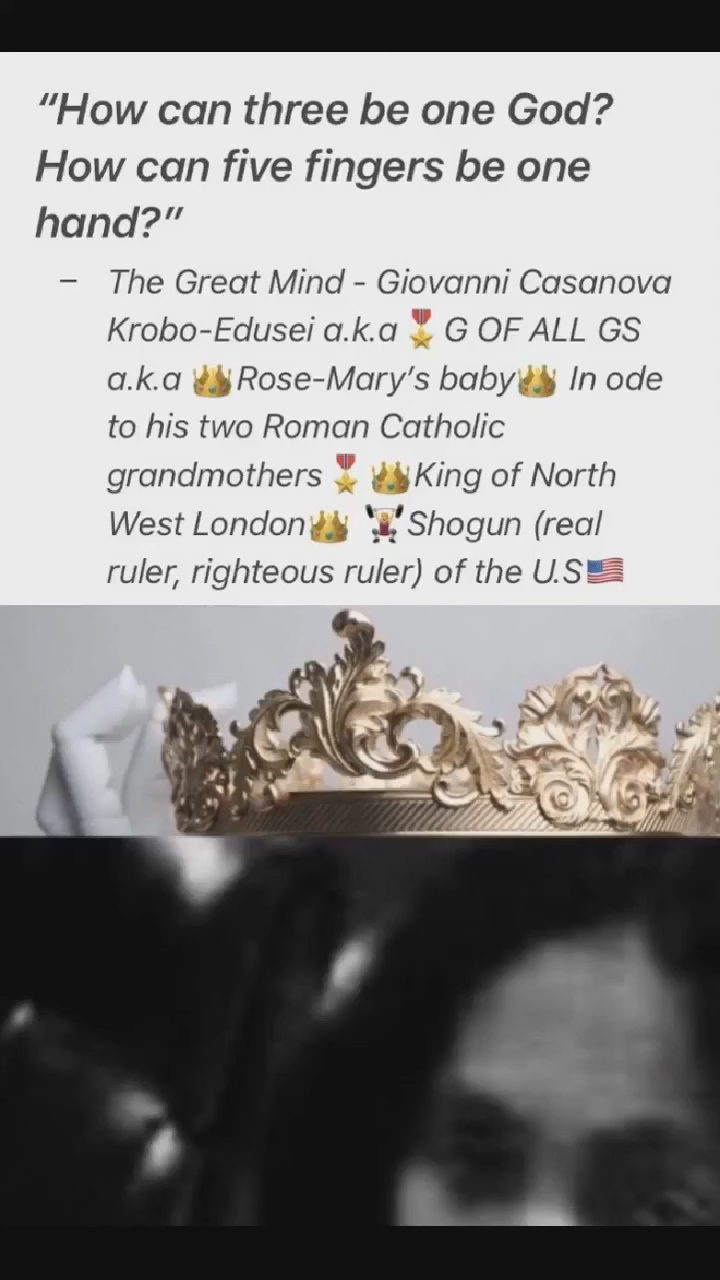 “How can three be one God?
How can five fingers be one
hand?”
– The Great Mind - Giovanni Casanova
Krobo-Edusei a.k.a 🎖️ G OF ALL GS
a.k.a 👑Rose-Mary’s baby👑 In ode
to his two Roman Catholic
grandmothers🎖️ 👑King of North
West London👑 🏋️Shogun (real
ruler, righteous ruler) of the U.S🇺🇸